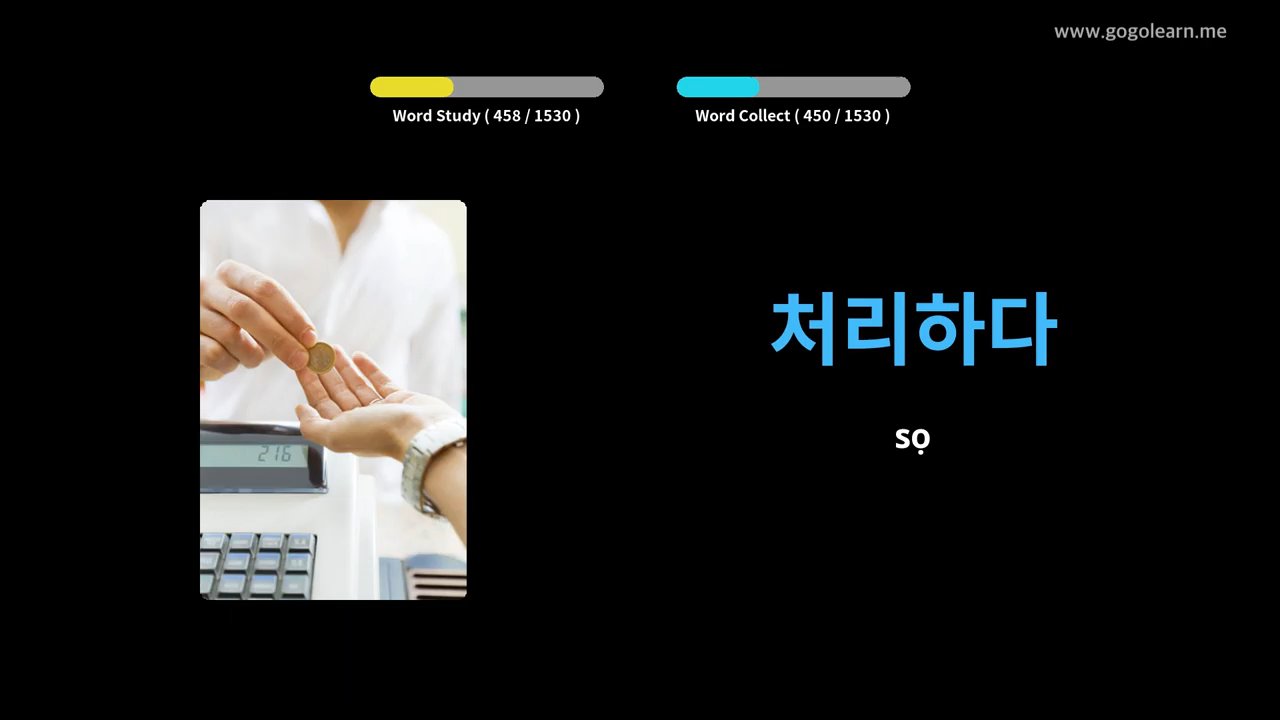 www.gogolearn.me
Word Study ( 458 / 1530 )
Word Collect ( 450 / 1530 )
처리하다
sọ
216